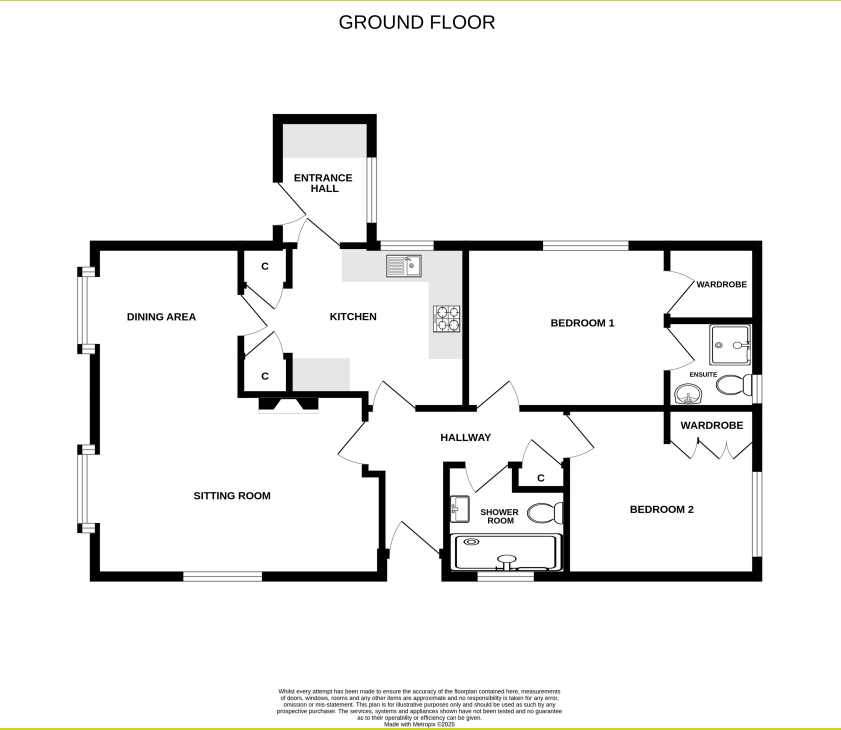 GROUND FLOOR
ENTRANCE
HALL
C
WARDROBE
DINING AREA
KITCHEN
BEDROOM 1
ENSUITE
C
WARDROBE
HALLWAY
C
SITTING ROOM
SHOWER
ROOM
BEDROOM 2
Whilst every attempt has been made to ensure the accuracy of the floorplan contained here, measurements
of doors, windows, rooms and any other items are approximate and no responsibility is taken for any error,
omission or mis-statement. This plan is for illustrative purposes only and should be used as such by any
prospective purchaser. The services, systems and appliances shown have not been tested and no guarantee
as to their operability or efficiency can be given.
Made with Metropix ©2025